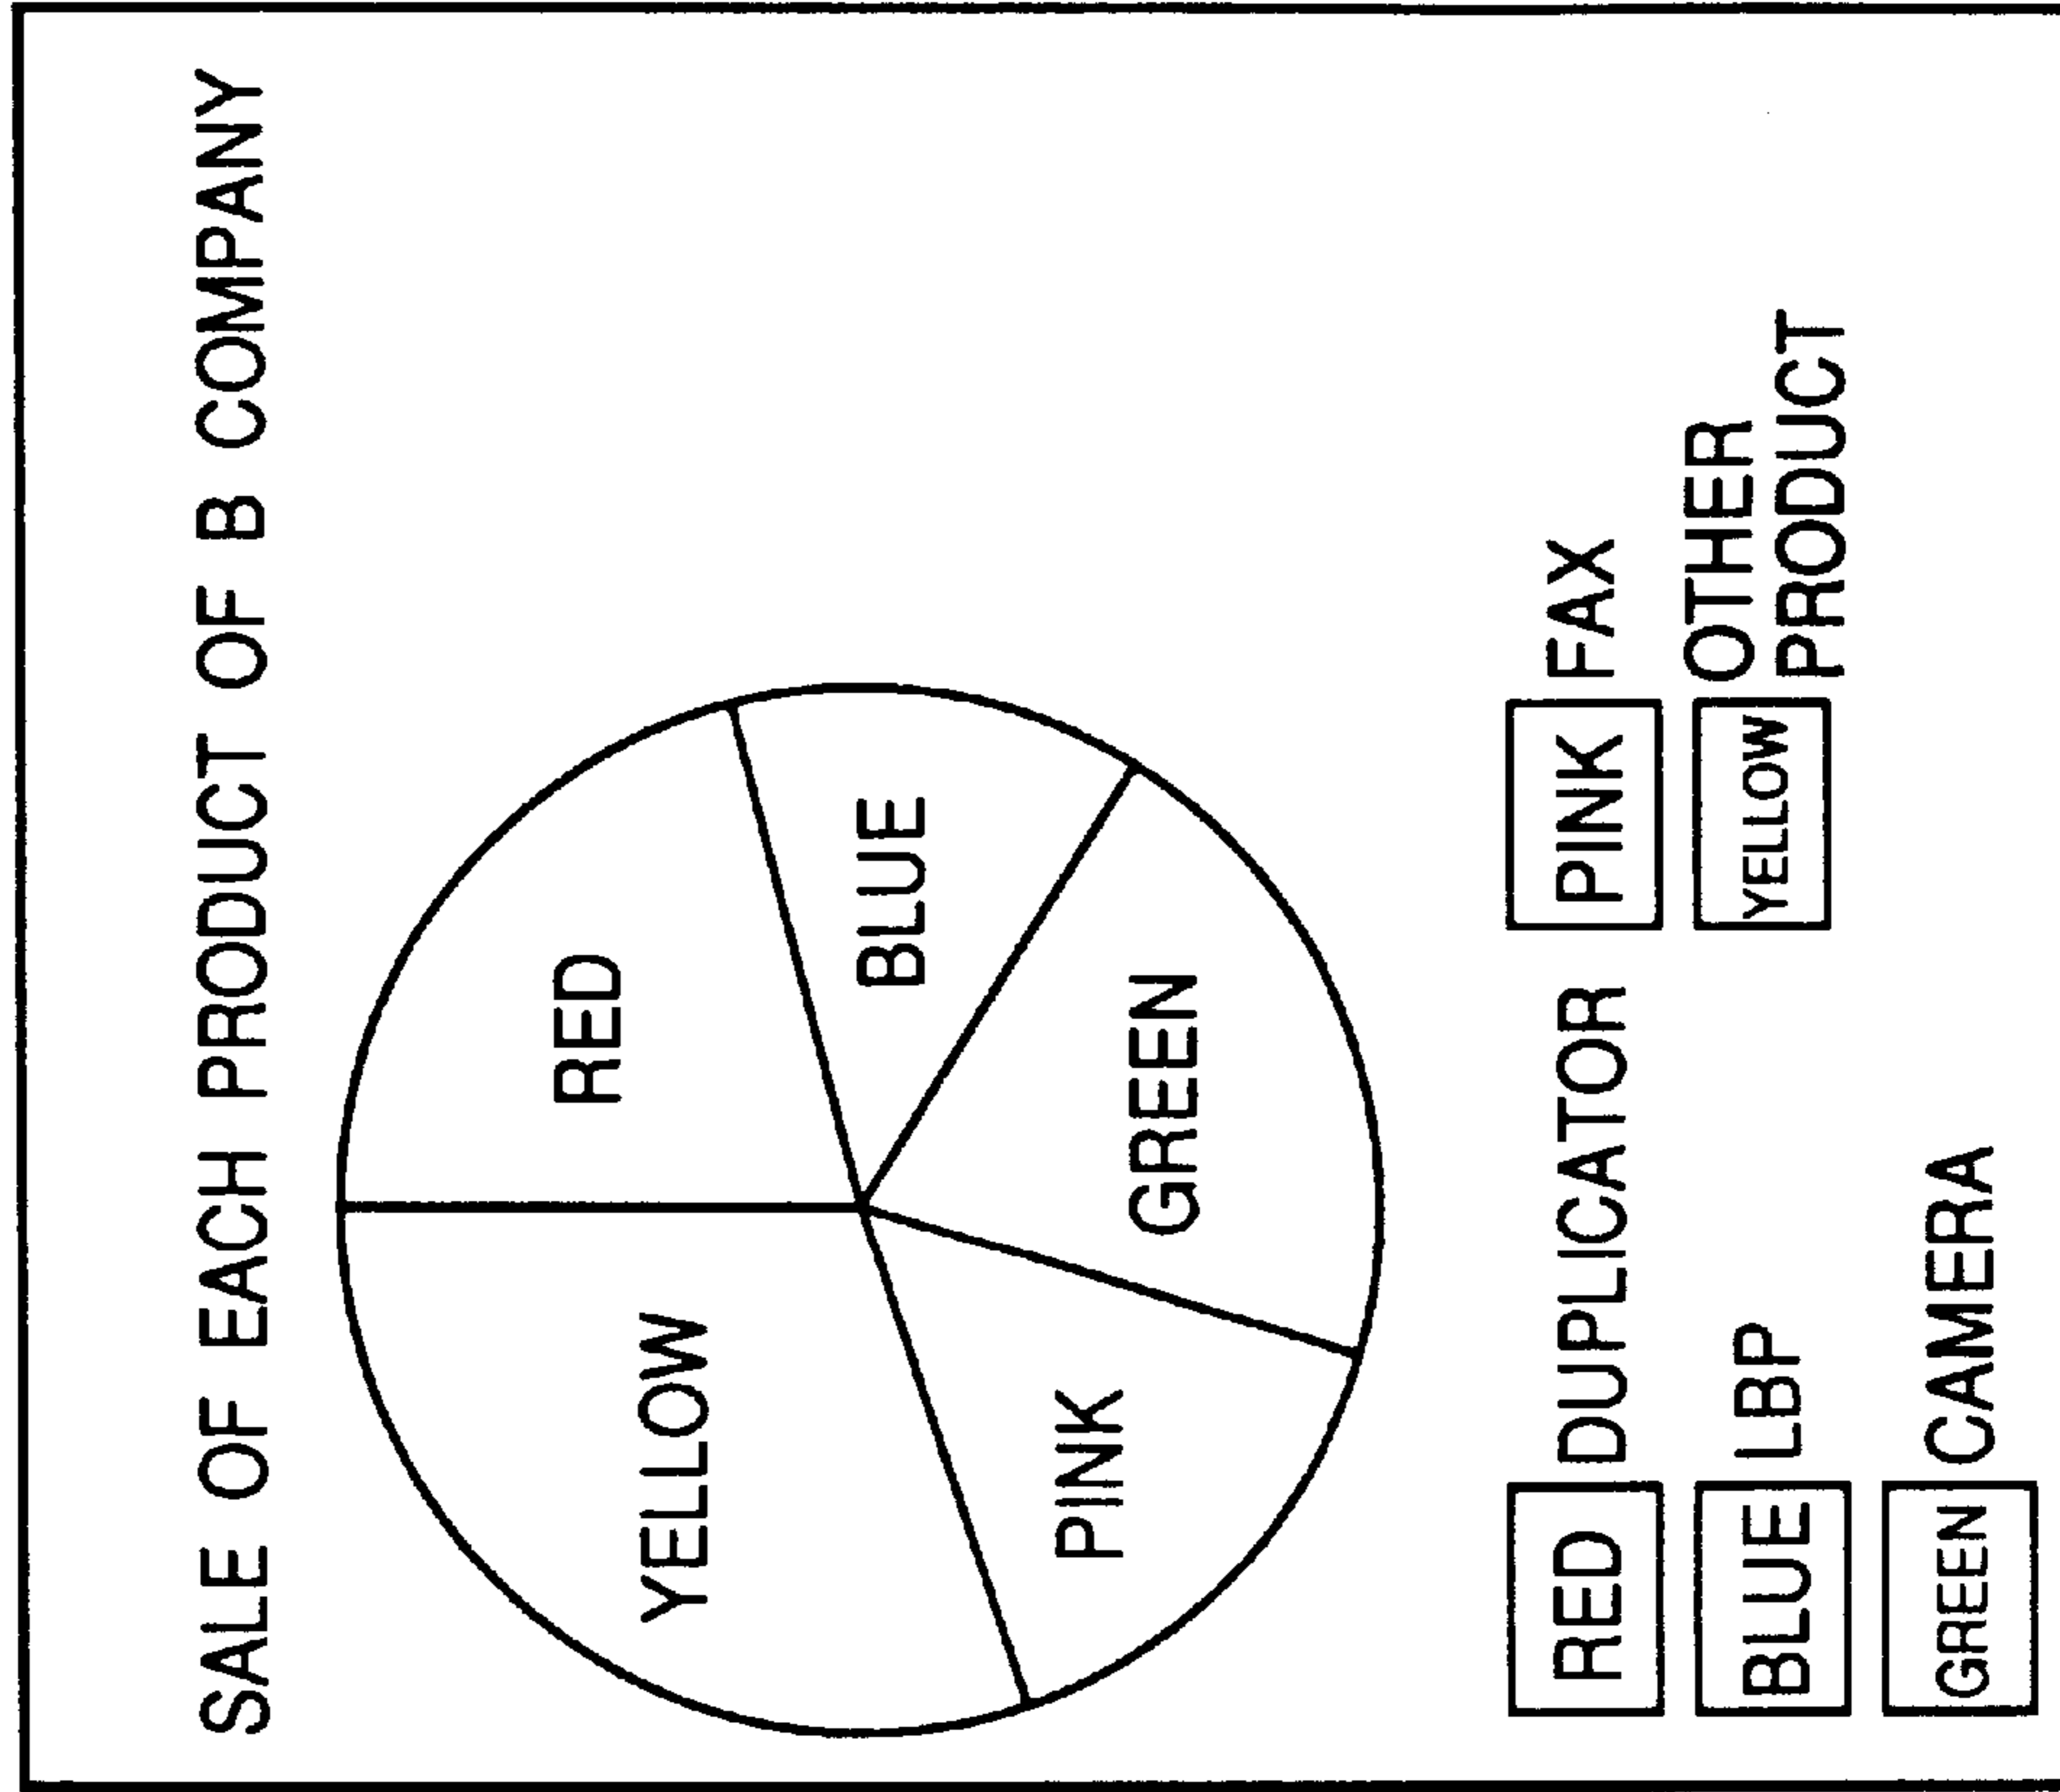 SALE OF EACH PRODUCT OF B COMPANY
YELLOW
RED
BLUE
GREEN
PINK
RED DUPLICATOR
BLUE LBP
GREEN CAMERA
PINK FAX
YELLOW OTHER
PRODUCT